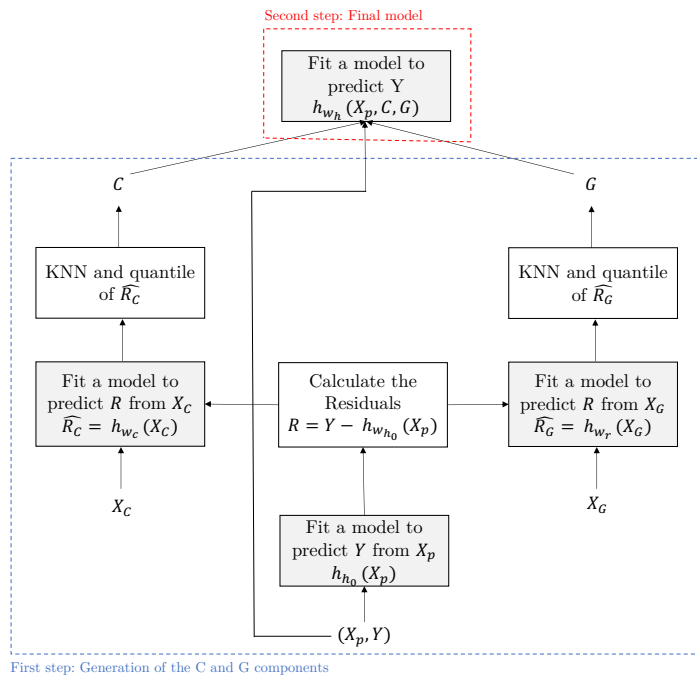 Second step: Final model
Fit a model to
predict Y
h_{w_h}(X_p, C, G)
C
G
KNN and quantile
of \widehat{R_C}
KNN and quantile
of \widehat{R_G}
Fit a model to
predict R from X_C
\widehat{R_C} = h_{w_c}(X_C)
Calculate the
Residuals
R = Y − h_{w_{h_0}}(X_p)
Fit a model to
predict R from X_G
\widehat{R_G} = h_{w_r}(X_G)
X_C
X_G
Fit a model to
predict Y from X_p
h_{h_0}(X_p)
(X_p, Y)
First step: Generation of the C and G components